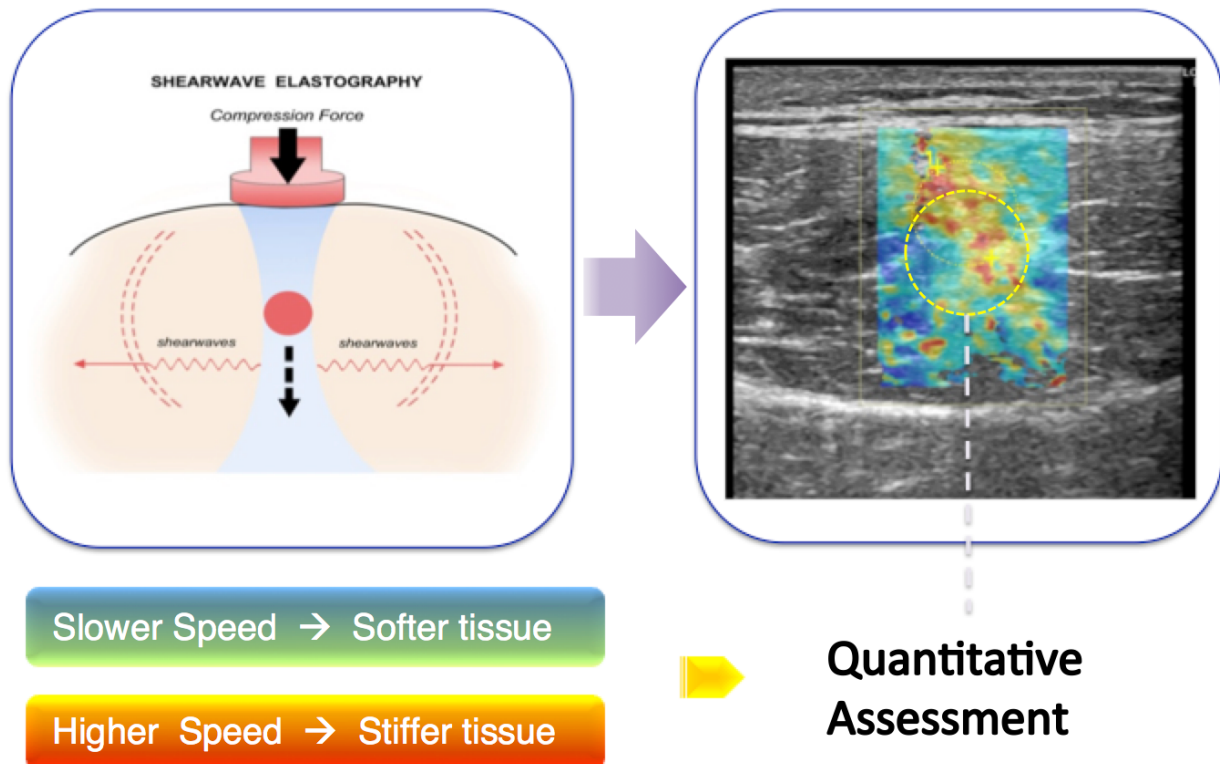 SHEARWAVE ELASTOGRAPHY
Compression Force
shearwaves shearwaves
Slower Speed → Softer tissue
Higher Speed → Stiffer tissue
Quantitative
Assessment